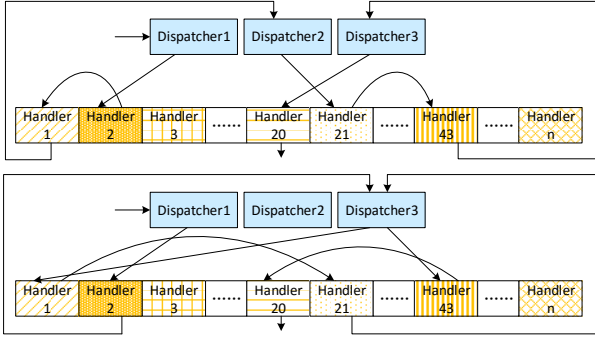 Dispatcher1 Dispatcher2 Dispatcher3
Handler Handler Handler ...... Handler Handler ...... Handler ...... Handler
1 2 3 20 21 43 n
Dispatcher1 Dispatcher2 Dispatcher3
Handler Handler Handler ...... Handler Handler ...... Handler ...... Handler
1 2 3 20 21 43 n